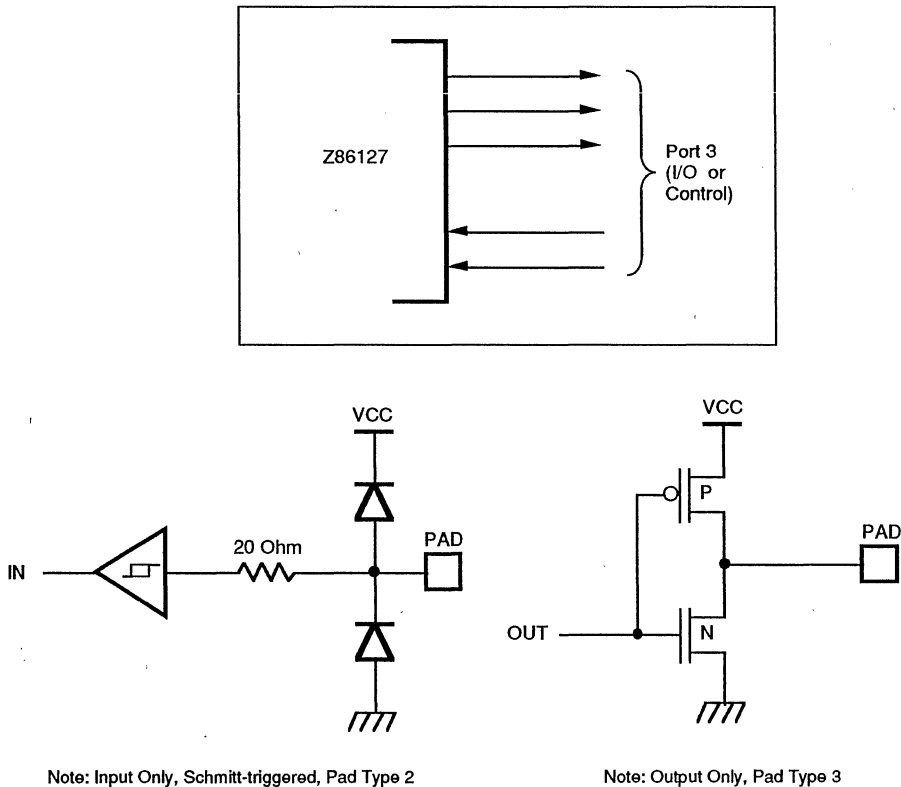 Z86127
Port 3
(I/O or
Control)
VCC
20 Ohm
PAD
IN
Note: Input Only, Schmitt-triggered, Pad Type 2
VCC
P
PAD
OUT
N
Note: Output Only, Pad Type 3